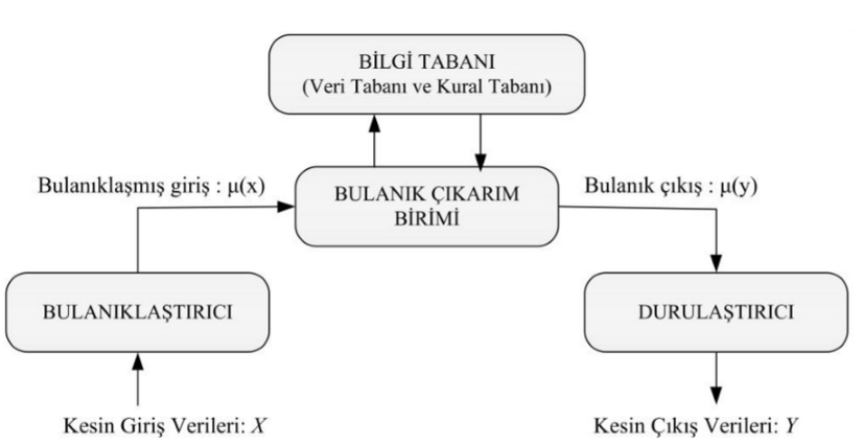 BİLGİ TABANI
(Veri Tabanı ve Kural Tabanı)
Bulanıklaşmış giriş : μ(x)
BULANIK ÇIKARIM
BİRİMİ
Bulanık çıkış : μ(y)
BULANIKLAŞTIRICI
DURULAŞTIRICI
Kesin Giriş Verileri: X
Kesin Çıkış Verileri: Y